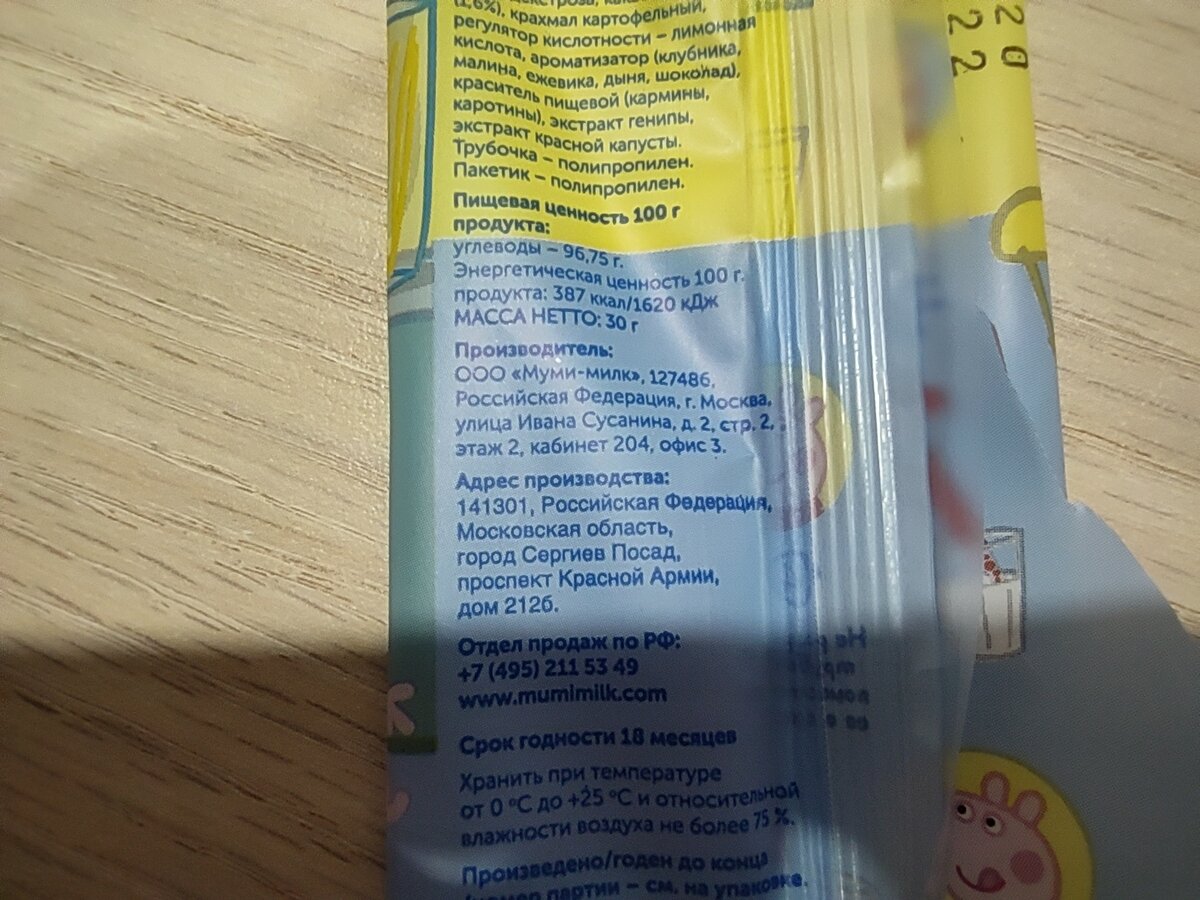 (1,6%), крахмал картофельный,
регулятор кислотности – лимонная
кислота, ароматизатор (клубника,
малина, ежевика, дыня, шоколад),
краситель пищевой (кармины,
каротины), экстракт генипы,
экстракт красной капусты.
Трубочка – полипропилен.
Пакетик – полипропилен.
Пищевая ценность 100 г
продукта:
углеводы – 96,75 г.
Энергетическая ценность 100 г.
продукта: 387 ккал/1620 кДж
МАССА НЕТТО: 30 г
Производитель:
ООО «Муми-милк», 127486,
Российская Федерация, г. Москва,
улица Ивана Сусанина, д. 2, стр. 2,
этаж 2, кабинет 204, офис 3.
Адрес производства:
141301, Российская Федерация,
Московская область,
город Сергиев Посад,
проспект Красной Армии,
дом 212б.
Отдел продаж по РФ:
+7 (495) 211 53 49
www.mumimilk.com
Срок годности 18 месяцев
Хранить при температуре
от 0 °C до +25 °C и относительной
влажности воздуха не более 75 %.
Произведено/годен до конца
/номер партии – см. на упаковке.
20
22